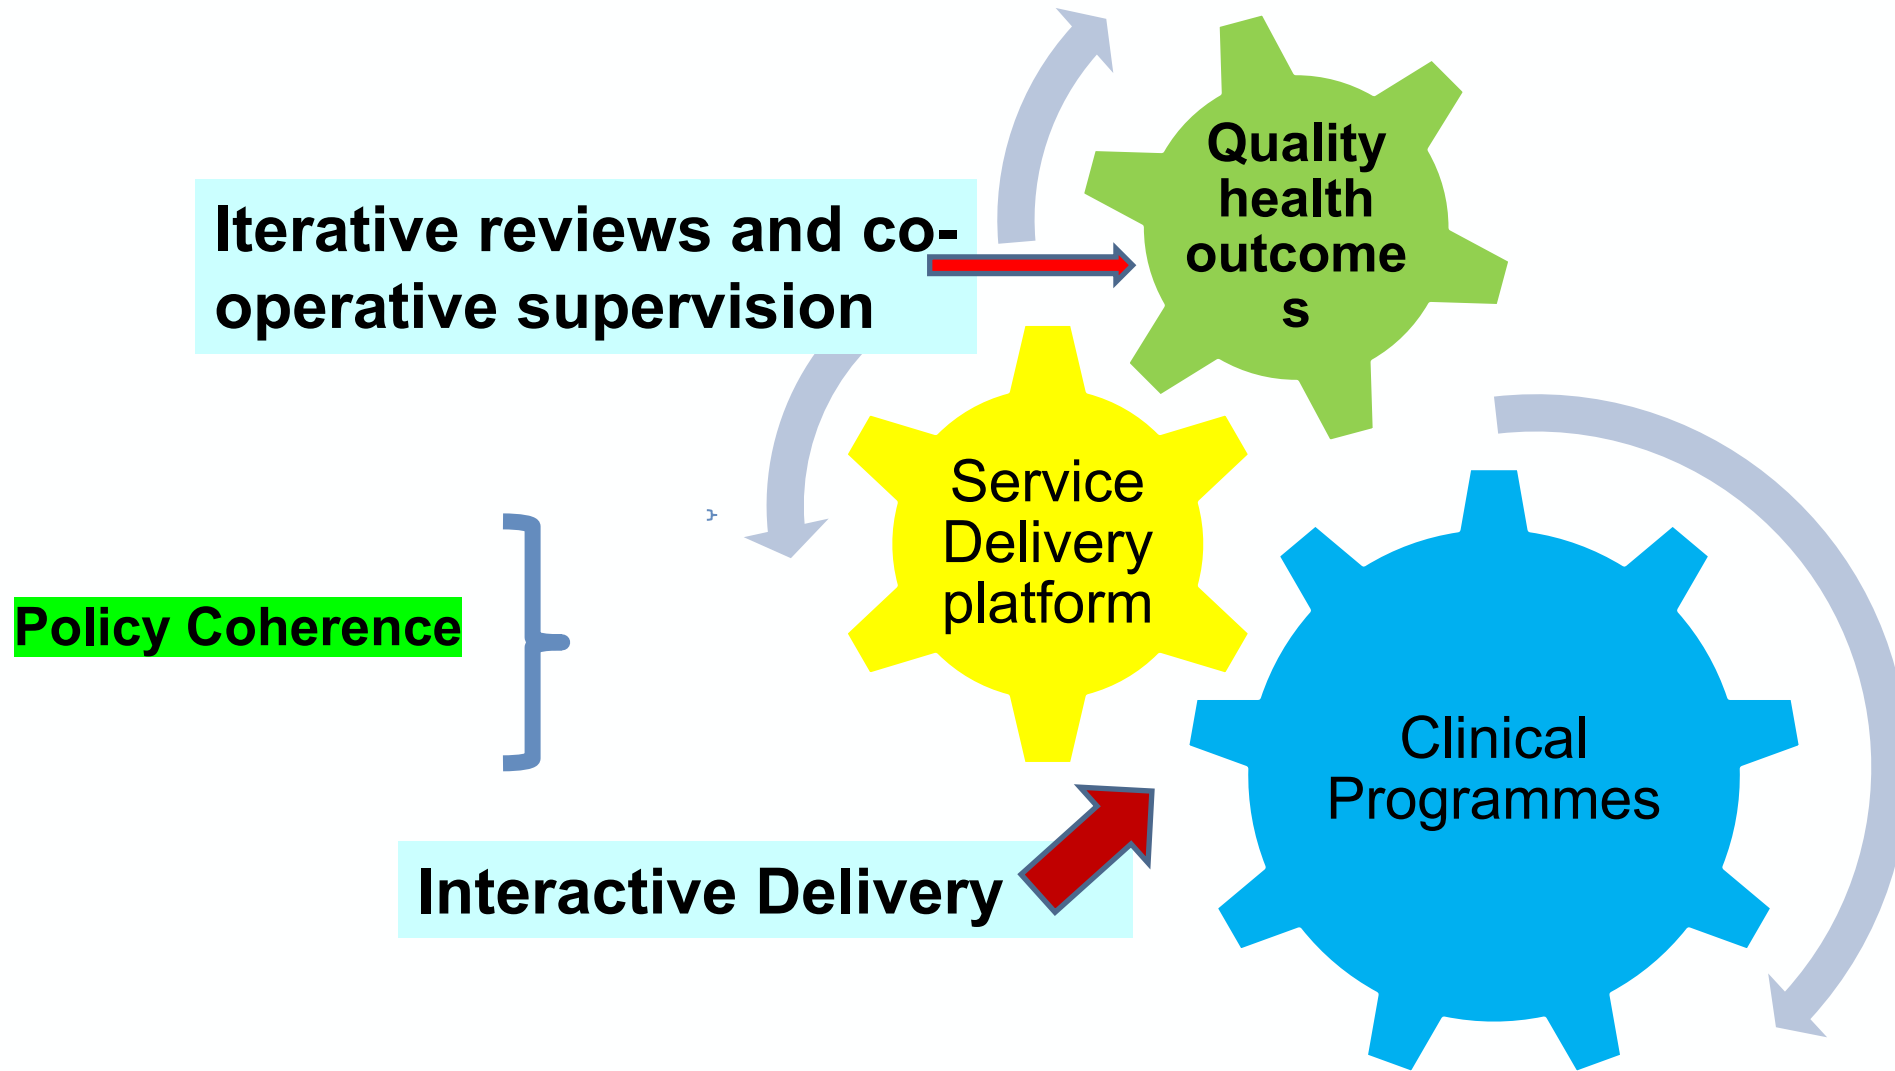 Quality
health
outcome
s
Iterative reviews and co-
operative supervision
Service
Delivery
platform
Policy Coherence
Clinical
Programmes
Interactive Delivery